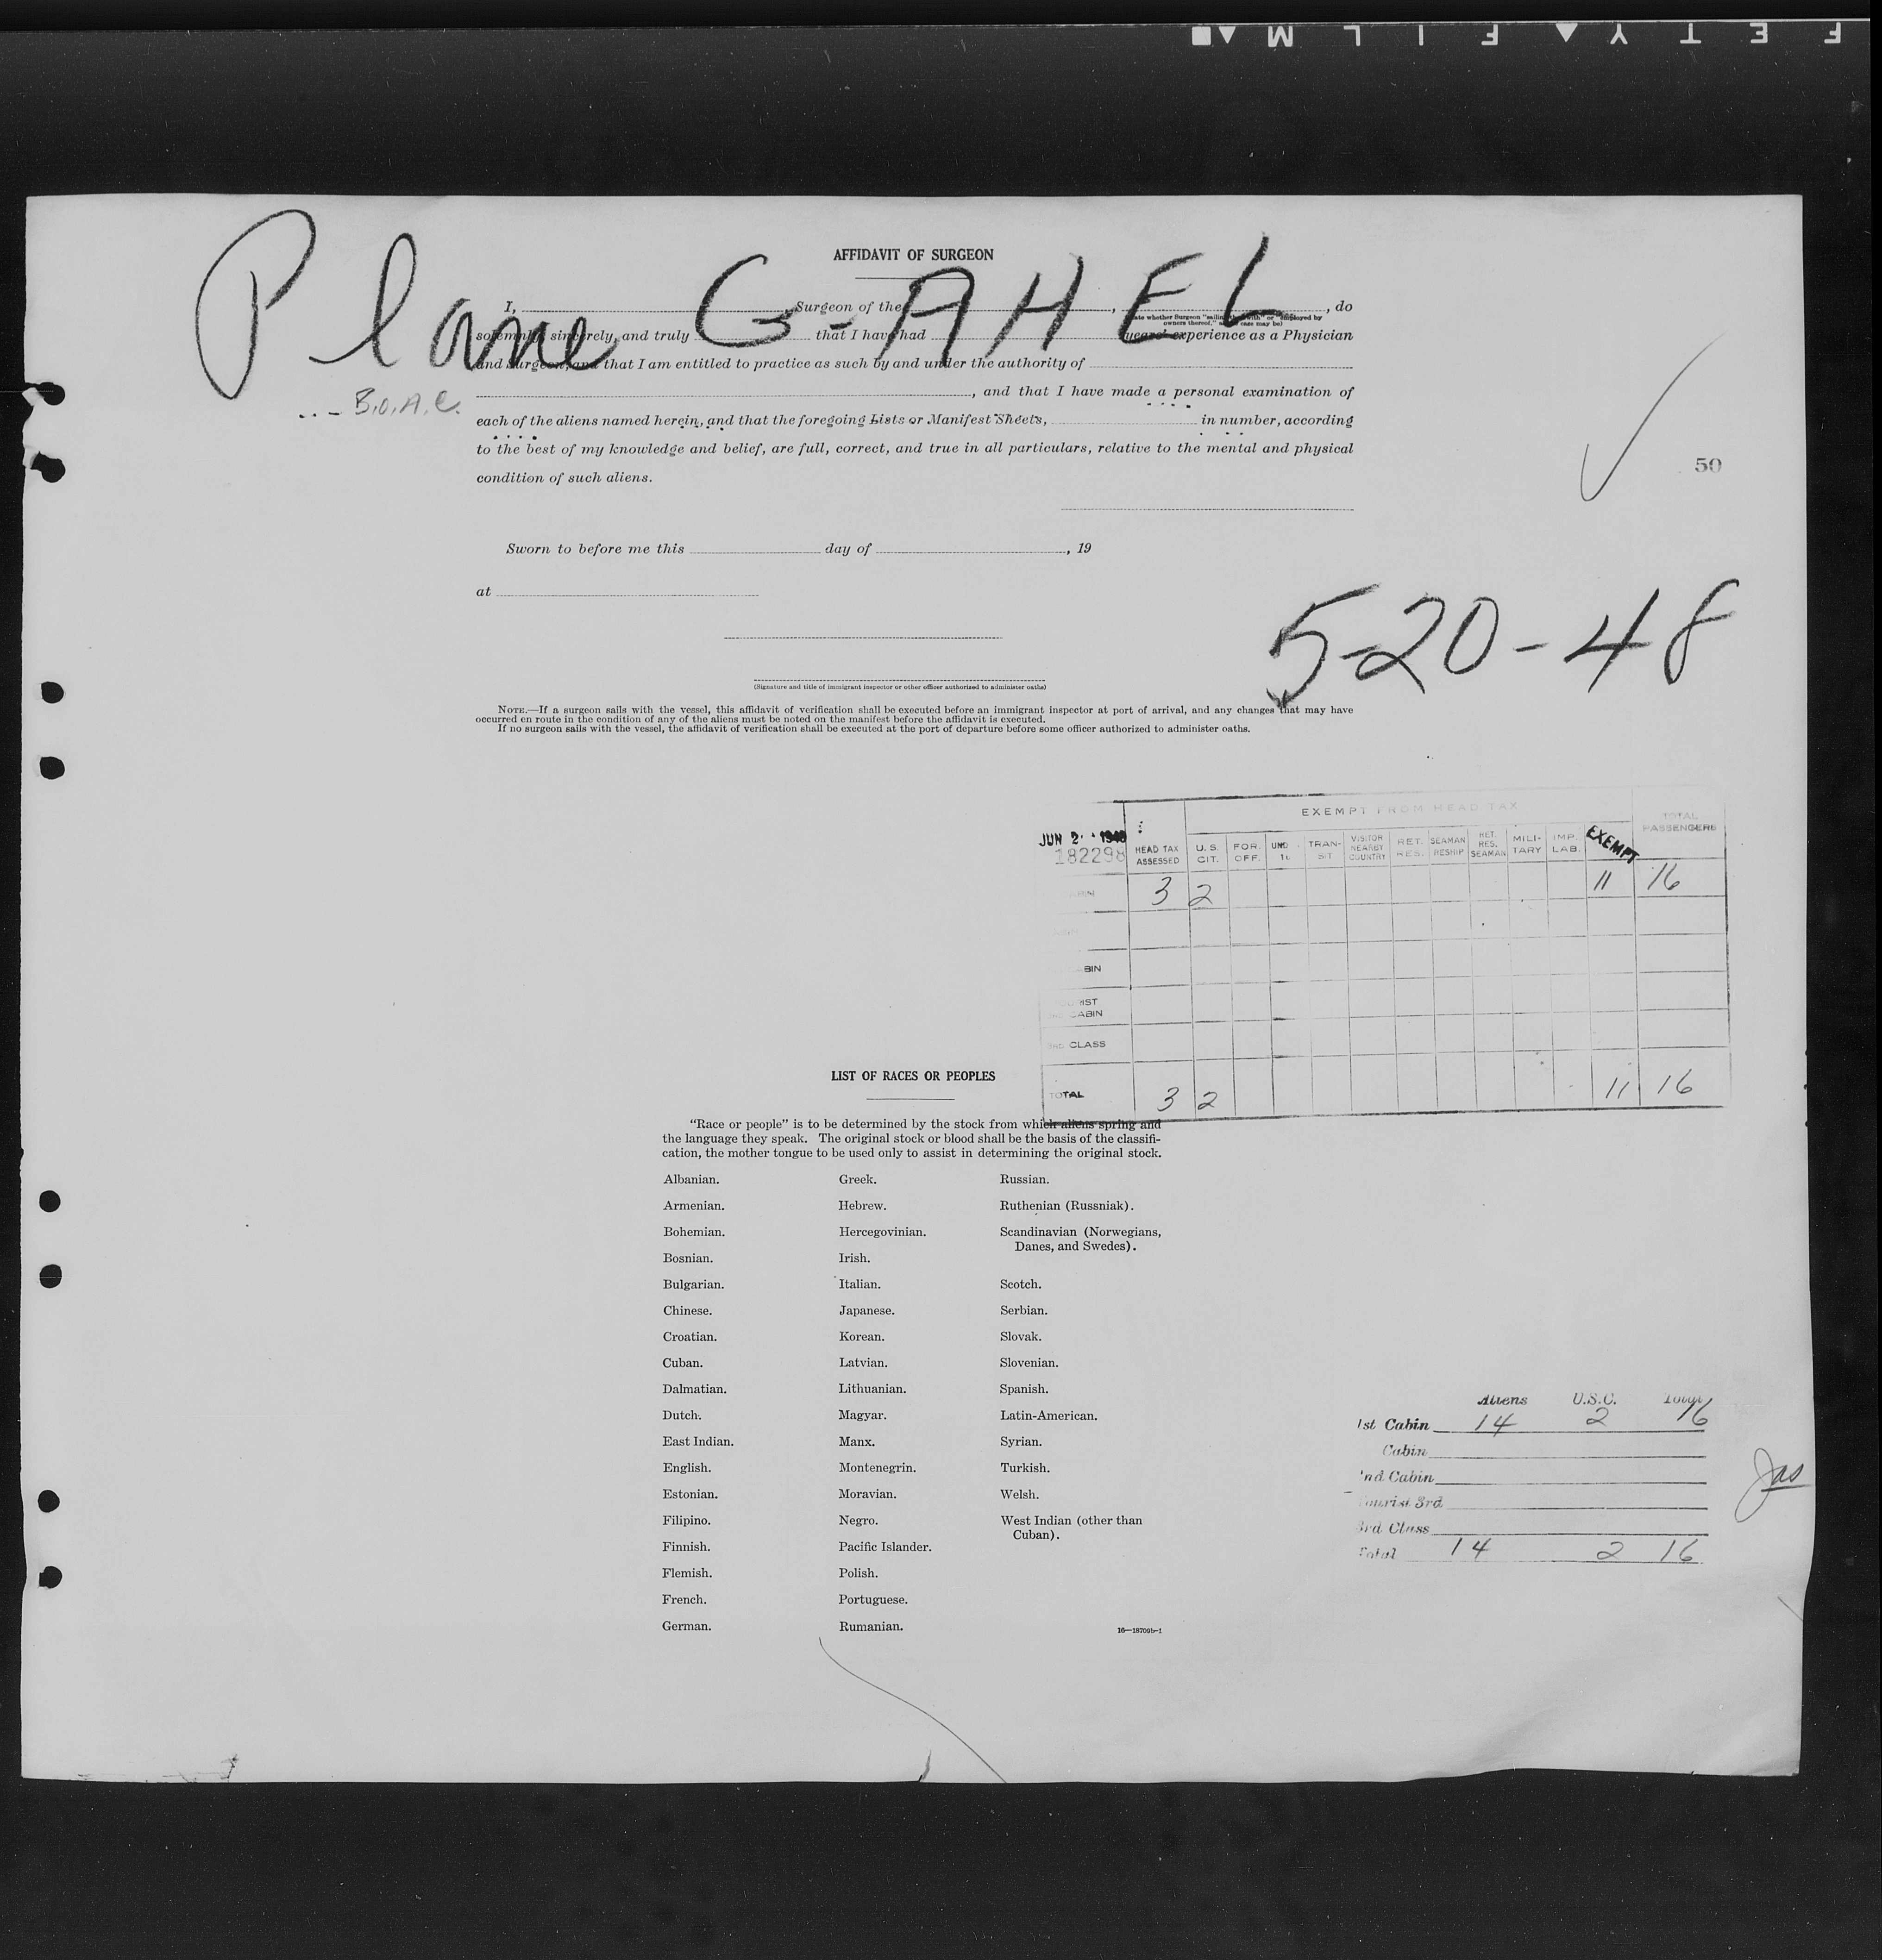 F E T Y ▲ F I L M ▲ ■
Plane G-AHEL
AFFIDAVIT OF SURGEON
I, , Surgeon of the , , do
solemnly, sincerely, and truly that I have had years' experience as a Physician
and Surgeon, and that I am entitled to practice as such by and under the authority of
B.O.A.C.
, and that I have made a personal examination of
each of the aliens named herein, and that the foregoing Lists or Manifest Sheets, in number, according
to the best of my knowledge and belief, are full, correct, and true in all particulars, relative to the mental and physical
condition of such aliens.
50
Sworn to before me this day of , 19
at
5-20-48
(Signature and title of immigrant inspector or other officer authorized to administer oaths)
NOTE.—If a surgeon sails with the vessel, this affidavit of verification shall be executed before an immigrant inspector at port of arrival, and any changes that may have
occurred en route in the condition of any of the aliens must be noted on the manifest before the affidavit is executed.
If no surgeon sails with the vessel, the affidavit of verification shall be executed at the port of departure before some officer authorized to administer oaths.
EXEMPT FROM HEAD TAX
JUN 2 1948
182298
HEAD TAX ASSESSED U.S. CIT. FOR. OFF. UND 16 TRANSIT VISITOR NEARBY COUNTRY RET. RES. SEAMAN RESHIP RET. RES. SEAMAN MILITARY IMP. LAB. EXEMPT TOTAL PASSENGERS
3 2 11 16
BIN
CABIN
3RD CLASS
TOTAL 3 2 11 16
LIST OF RACES OR PEOPLES
"Race or people" is to be determined by the stock from which aliens spring and
the language they speak. The original stock or blood shall be the basis of the classifi-
cation, the mother tongue to be used only to assist in determining the original stock.
Albanian.
Armenian.
Bohemian.
Bosnian.
Bulgarian.
Chinese.
Croatian.
Cuban.
Dalmatian.
Dutch.
East Indian.
English.
Estonian.
Filipino.
Finnish.
Flemish.
French.
German.
Greek.
Hebrew.
Hercegovinian.
Irish.
Italian.
Japanese.
Korean.
Latvian.
Lithuanian.
Magyar.
Manx.
Montenegrin.
Moravian.
Negro.
Pacific Islander.
Polish.
Portuguese.
Rumanian.
Russian.
Ruthenian (Russniak).
Scandinavian (Norwegians,
Danes, and Swedes).
Scotch.
Serbian.
Slovak.
Slovenian.
Spanish.
Latin-American.
Syrian.
Turkish.
Welsh.
West Indian (other than
Cuban).
16—18709b-1
Aliens U.S.C. Total
1st Cabin 14 2 16
Cabin
2nd Cabin
Tourist 3rd
3rd Class
Total 14 2 16
Jas